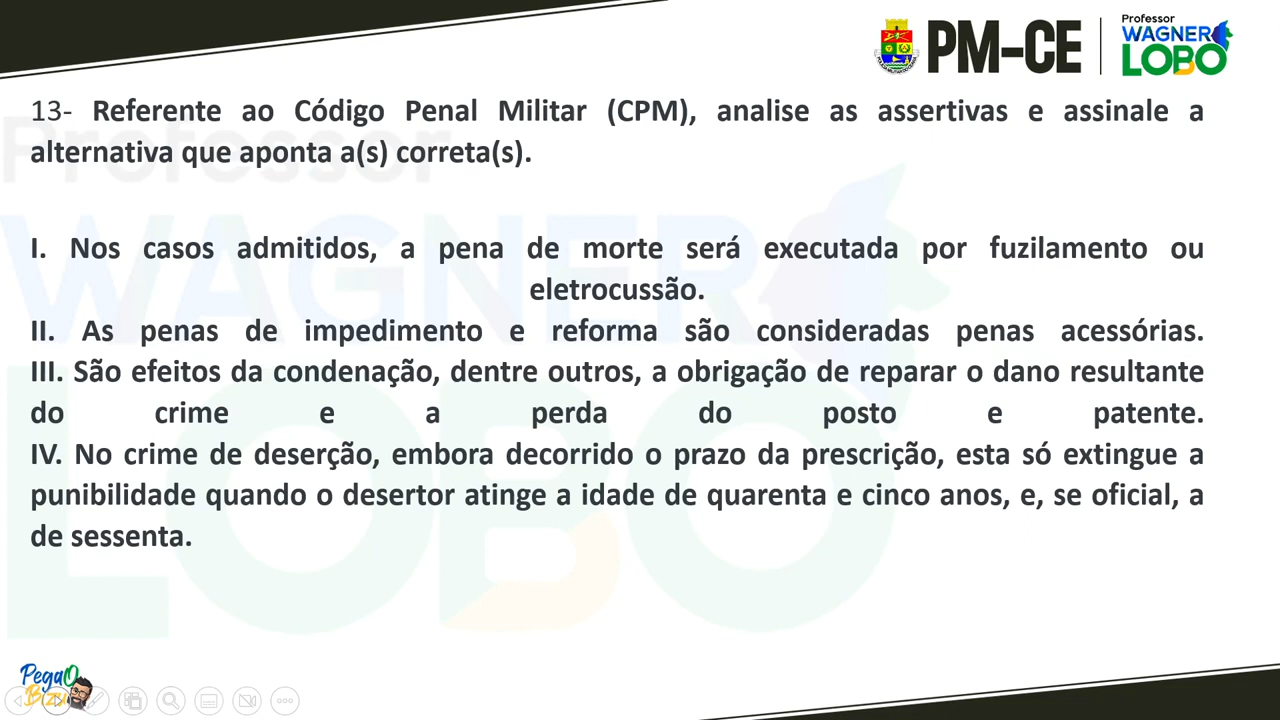 PM-CE
Professor
WAGNER
LOBO
13- Referente ao Código Penal Militar (CPM), analise as assertivas e assinale a
alternativa que aponta a(s) correta(s).
I. Nos casos admitidos, a pena de morte será executada por fuzilamento ou
eletrocussão.
II. As penas de impedimento e reforma são consideradas penas acessórias.
III. São efeitos da condenação, dentre outros, a obrigação de reparar o dano resultante
do crime e a perda do posto e patente.
IV. No crime de deserção, embora decorrido o prazo da prescrição, esta só extingue a
punibilidade quando o desertor atinge a idade de quarenta e cinco anos, e, se oficial, a
de sessenta.
Professor
WAGNER
LOBO
PegaO